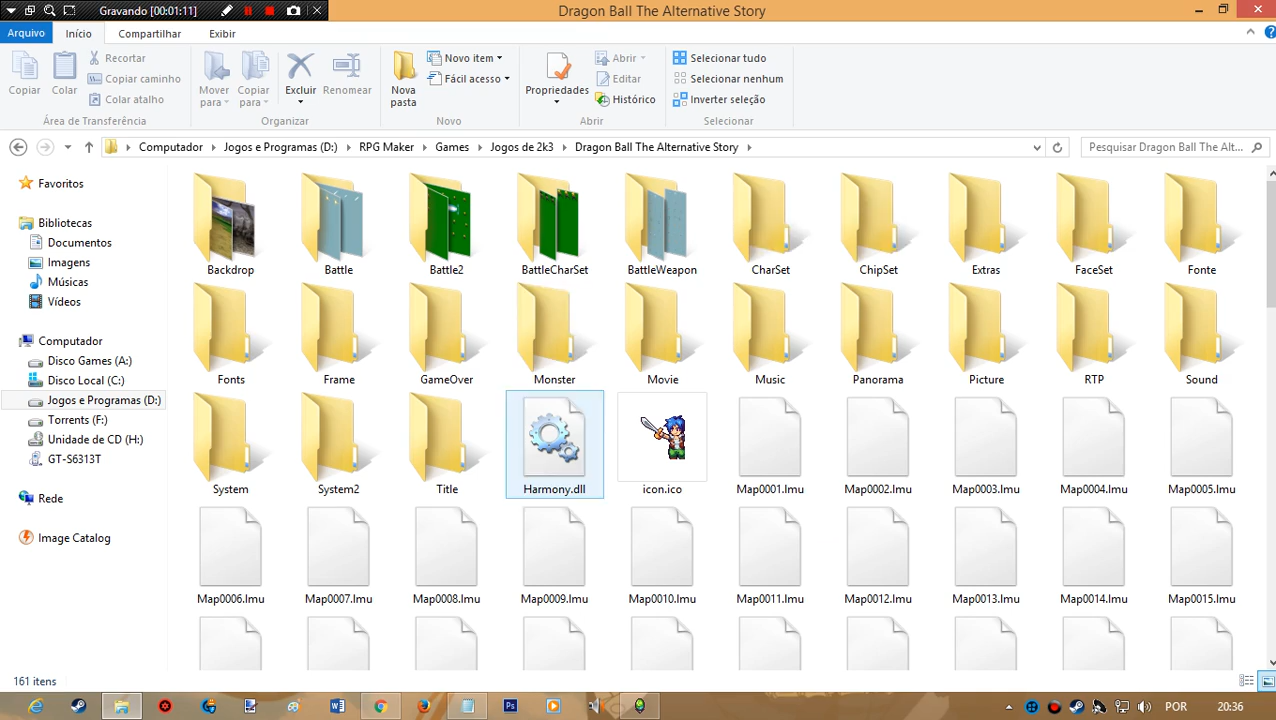 Gravando [00:01:11]
Dragon Ball The Alternative Story
Arquivo Início Compartilhar Exibir
Copiar
Colar
Recortar
Copiar caminho
Colar atalho
Área de Transferência
Mover para
Copiar para
Excluir
Renomear
Organizar
Nova pasta
Novo item
Fácil acesso
Novo
Propriedades
Abrir
Editar
Histórico
Abrir
Selecionar tudo
Selecionar nenhum
Inverter seleção
Selecionar
Computador Jogos e Programas (D:) RPG Maker Games Jogos de 2k3 Dragon Ball The Alternative Story
Pesquisar Dragon Ball The Alt...
Favoritos
Bibliotecas
Documentos
Imagens
Músicas
Vídeos
Computador
Disco Games (A:)
Disco Local (C:)
Jogos e Programas (D:)
Torrents (F:)
Unidade de CD (H:)
GT-S6313T
Rede
Image Catalog
Backdrop Battle Battle2 BattleCharSet BattleWeapon CharSet ChipSet Extras FaceSet Fonte
Fonts Frame GameOver Monster Movie Music Panorama Picture RTP Sound
System System2 Title Harmony.dll icon.ico Map0001.lmu Map0002.lmu Map0003.lmu Map0004.lmu Map0005.lmu
Map0006.lmu Map0007.lmu Map0008.lmu Map0009.lmu Map0010.lmu Map0011.lmu Map0012.lmu Map0013.lmu Map0014.lmu Map0015.lmu
161 itens
POR 20:36